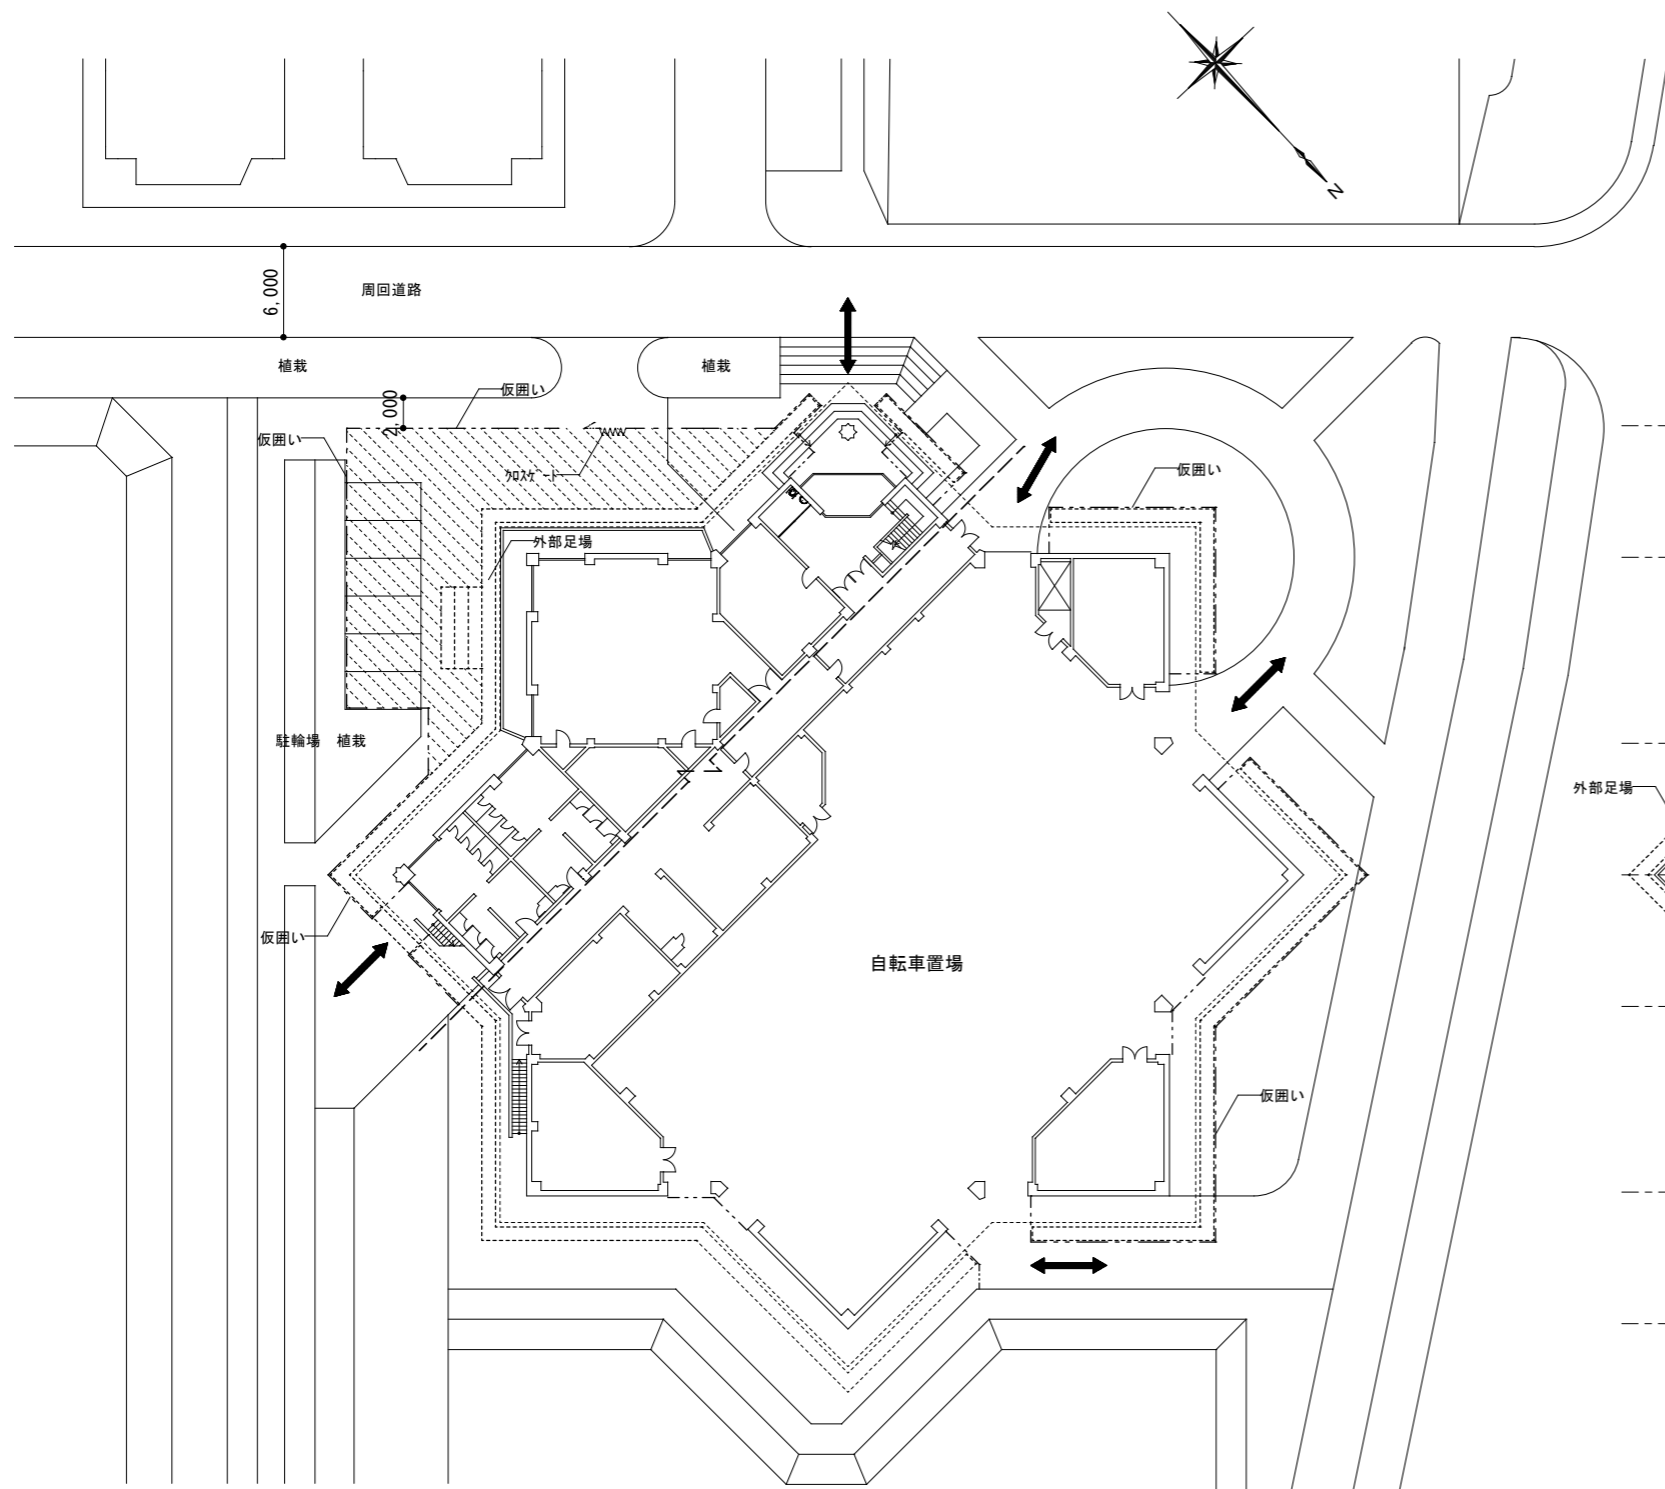 N
6,000
周回道路
植栽
植栽
2,000
仮囲い
仮囲い
ｸﾛｽｹﾞｰﾄ
仮囲い
外部足場
駐輪場
植栽
外部足場
仮囲い
自転車置場
仮囲い